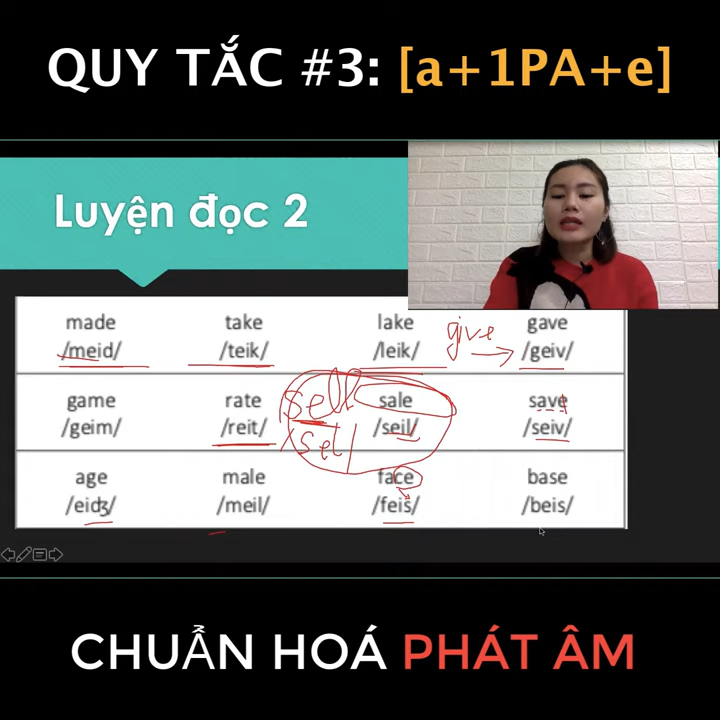 QUY TẮC #3: [a+1PA+e]
Luyện đọc 2
made take lake give gave
/meid/ /teik/ /leik/ /geiv/
game rate sell sale save
/geim/ /reit/ /sel/ /seil/ /seiv/
age male face base
/eidʒ/ /meil/ /feis/ /beis/
CHUẨN HOÁ PHÁT ÂM